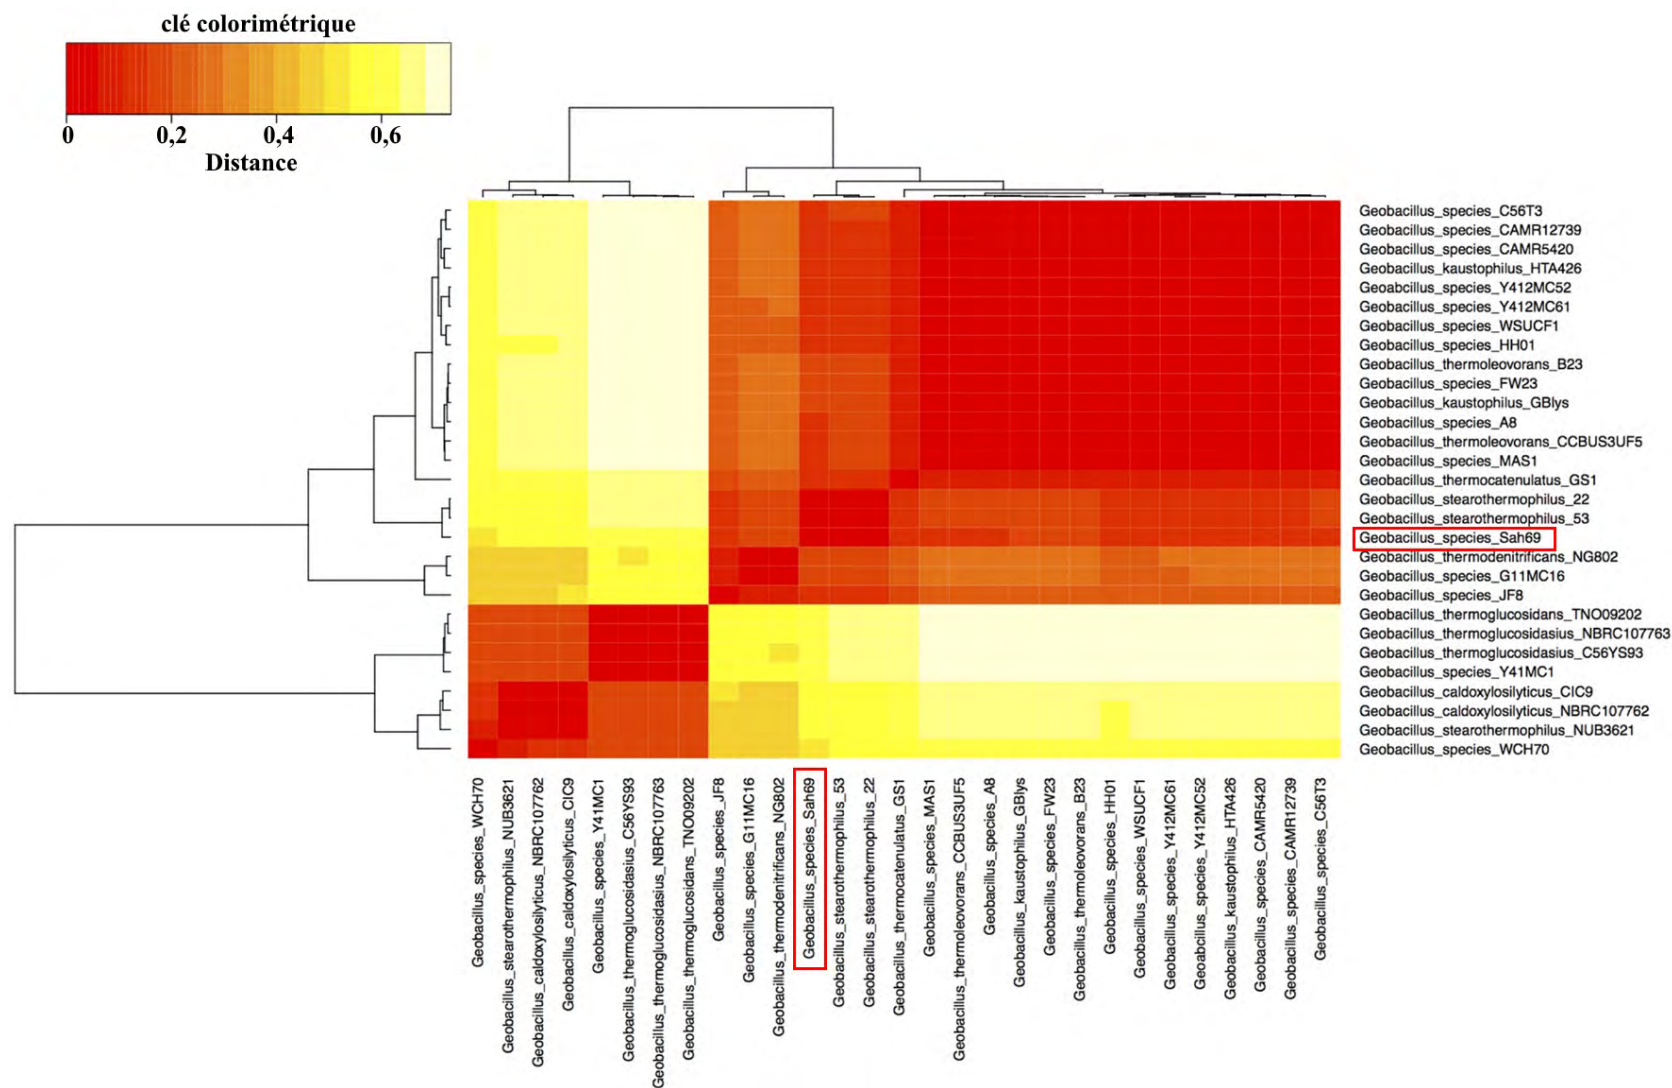 clé colorimétrique
0 0,2 0,4 0,6
Distance
Geobacillus_species_C56T3
Geobacillus_species_CAMR12739
Geobacillus_species_CAMR5420
Geobacillus_kaustophilus_HTA426
Geoabcillus_species_Y412MC52
Geobacillus_species_Y412MC61
Geobacillus_species_WSUCF1
Geobacillus_species_HH01
Geobacillus_thermoleovorans_B23
Geobacillus_species_FW23
Geobacillus_kaustophilus_GBlys
Geobacillus_species_A8
Geobacillus_thermoleovorans_CCBUS3UF5
Geobacillus_species_MAS1
Geobacillus_thermocatenulatus_GS1
Geobacillus_stearothermophilus_22
Geobacillus_stearothermophilus_53
Geobacillus_species_Sah69
Geobacillus_thermodenitrificans_NG802
Geobacillus_species_G11MC16
Geobacillus_species_JF8
Geobacillus_thermoglucosidans_TNO09202
Geobacillus_thermoglucosidasius_NBRC107763
Geobacillus_thermoglucosidasius_C56YS93
Geobacillus_species_Y41MC1
Geobacillus_caldoxylosilyticus_CIC9
Geobacillus_caldoxylosilyticus_NBRC107762
Geobacillus_stearothermophilus_NUB3621
Geobacillus_species_WCH70
Geobacillus_species_WCH70
Geobacillus_stearothermophilus_NUB3621
Geobacillus_caldoxylosilyticus_NBRC107762
Geobacillus_caldoxylosilyticus_CIC9
Geobacillus_species_Y41MC1
Geobacillus_thermoglucosidasius_C56YS93
Geobacillus_thermoglucosidasius_NBRC107763
Geobacillus_thermoglucosidans_TNO09202
Geobacillus_species_JF8
Geobacillus_species_G11MC16
Geobacillus_thermodenitrificans_NG802
Geobacillus_species_Sah69
Geobacillus_stearothermophilus_53
Geobacillus_stearothermophilus_22
Geobacillus_thermocatenulatus_GS1
Geobacillus_species_MAS1
Geobacillus_thermoleovorans_CCBUS3UF5
Geobacillus_species_A8
Geobacillus_kaustophilus_GBlys
Geobacillus_species_FW23
Geobacillus_thermoleovorans_B23
Geobacillus_species_HH01
Geobacillus_species_WSUCF1
Geobacillus_species_Y412MC61
Geoabcillus_species_Y412MC52
Geobacillus_kaustophilus_HTA426
Geobacillus_species_CAMR5420
Geobacillus_species_CAMR12739
Geobacillus_species_C56T3